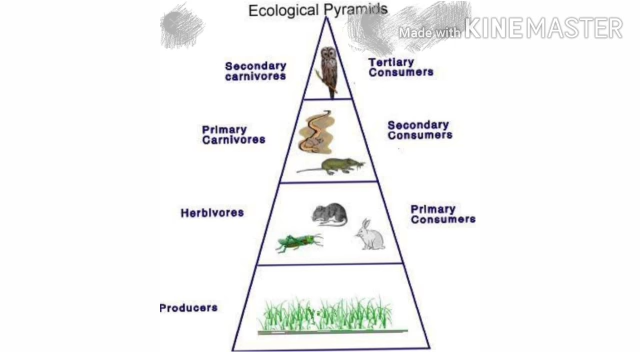 Ecological Pyramids
Made with KINEMASTER
Secondary
carnivores
Tertiary
Consumers
Primary
Carnivores
Secondary
Consumers
Herbivores
Primary
Consumers
Producers